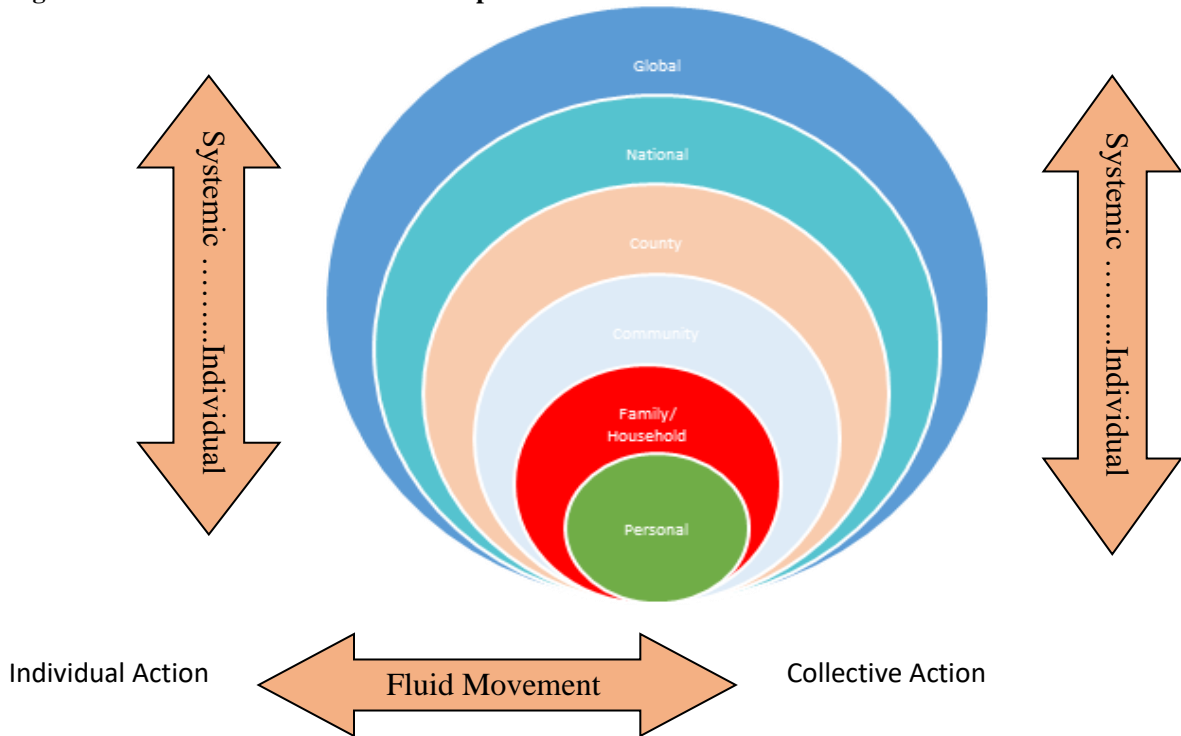 Global
National
County
Community
Family/
Household
Personal
Systemic ………..Individual
Systemic ………..Individual
Individual Action
Fluid Movement
Collective Action